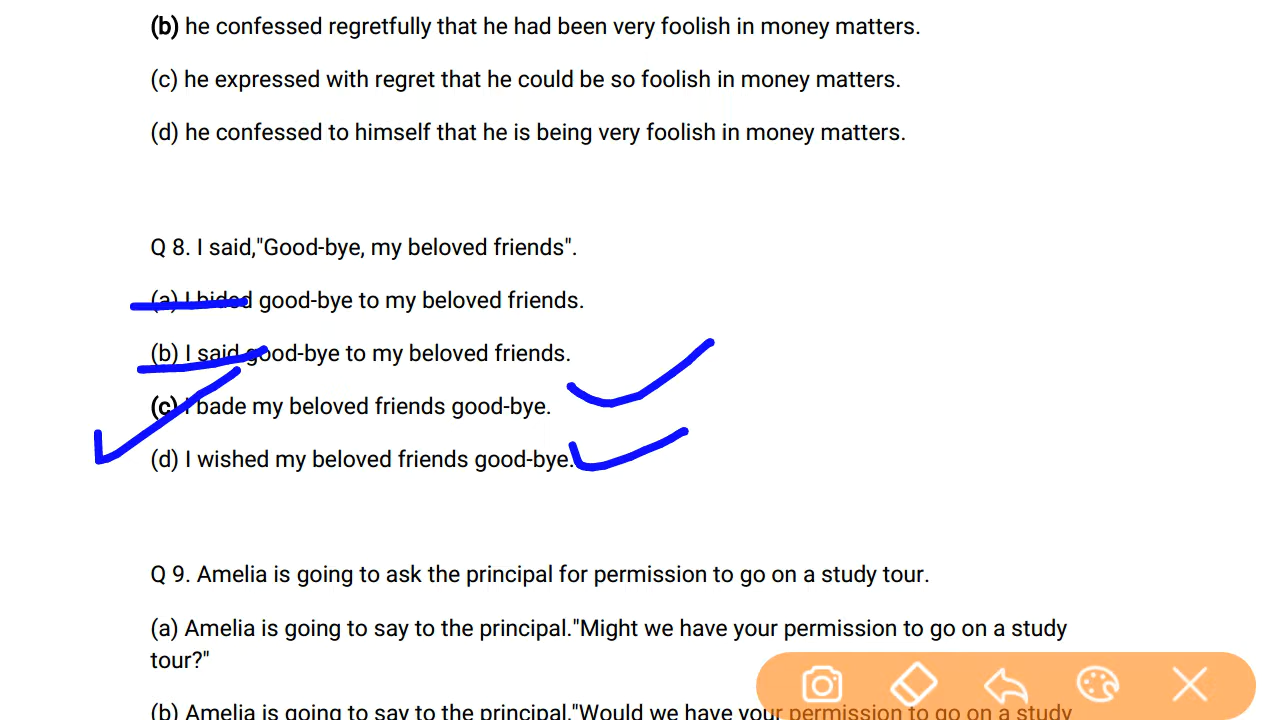 (b) he confessed regretfully that he had been very foolish in money matters.
(c) he expressed with regret that he could be so foolish in money matters.
(d) he confessed to himself that he is being very foolish in money matters.
Q 8. I said,"Good-bye, my beloved friends".
(a) I bided good-bye to my beloved friends.
(b) I said good-bye to my beloved friends.
(c) I bade my beloved friends good-bye.
(d) I wished my beloved friends good-bye.
Q 9. Amelia is going to ask the principal for permission to go on a study tour.
(a) Amelia is going to say to the principal."Might we have your permission to go on a study
tour?"
(b) Amelia is going to say to the principal."Would we have your permission to go on a study